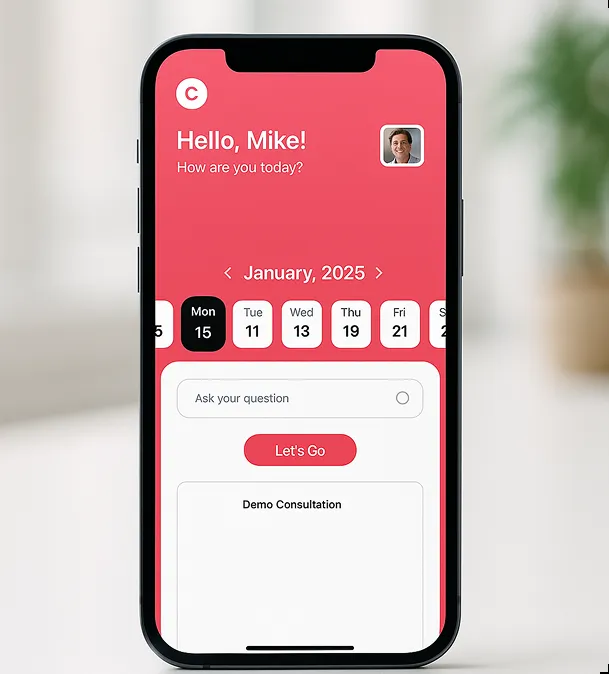 C
Hello, Mike!
How are you today?
January, 2025
5 Mon Tue Wed Thu Fri S
15 11 13 19 21 2
Ask your question
Let's Go
Demo Consultation